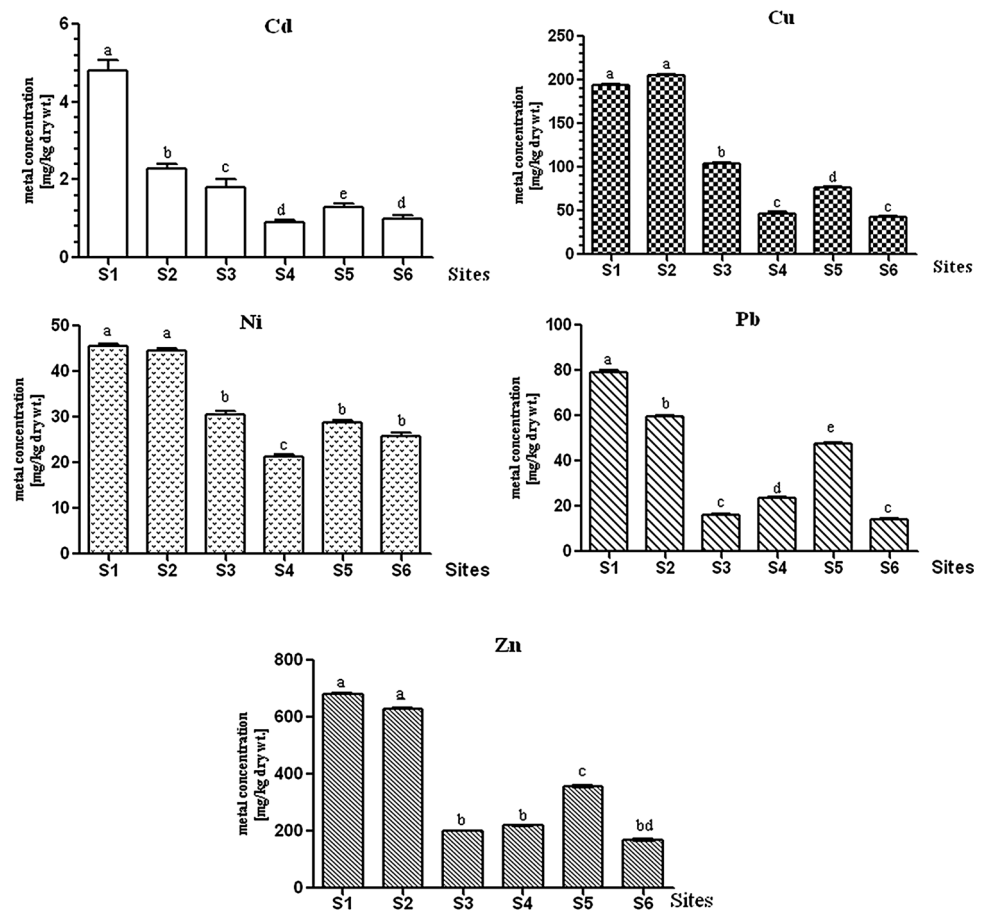 Cd
metal concentration
[mg/kg dry wt.]
6
4
2
0
a
b
c
d
e
d
S1 S2 S3 S4 S5 S6 Sites
Cu
metal concentration
[mg/kg dry wt.]
250
200
150
100
50
0
a
a
b
c
d
c
S1 S2 S3 S4 S5 S6 Sites
Ni
metal concentration
[mg/kg dry wt.]
50
40
30
20
10
0
a
a
b
c
b
b
S1 S2 S3 S4 S5 S6 Sites
Pb
metal concentration
[mg/kg dry wt.]
100
80
60
40
20
0
a
b
c
d
e
c
S1 S2 S3 S4 S5 S6 Sites
Zn
metal concentration
[mg/kg dry wt.]
800
600
400
200
0
a
a
b
b
c
bd
S1 S2 S3 S4 S5 S6 Sites